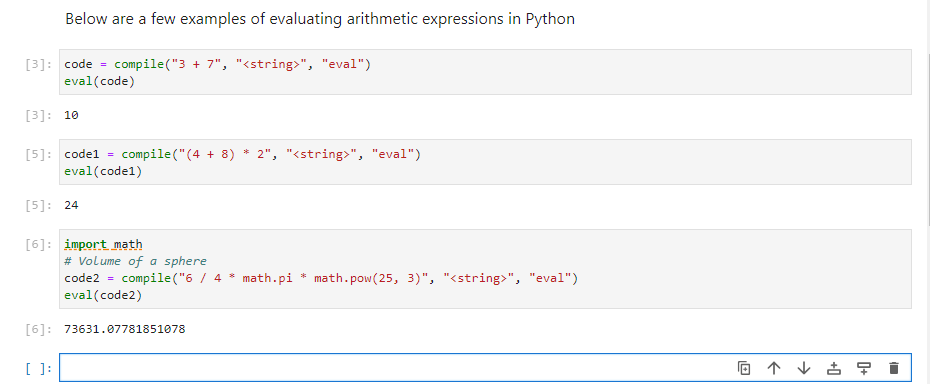 Below are a few examples of evaluating arithmetic expressions in Python
[3]: code = compile("3 + 7", "<string>", "eval")
eval(code)
[3]: 10
[5]: code1 = compile("(4 + 8) * 2", "<string>", "eval")
eval(code1)
[5]: 24
[6]: import math
# Volume of a sphere
code2 = compile("6 / 4 * math.pi * math.pow(25, 3)", "<string>", "eval")
eval(code2)
[6]: 73631.07781851078
[ ]: